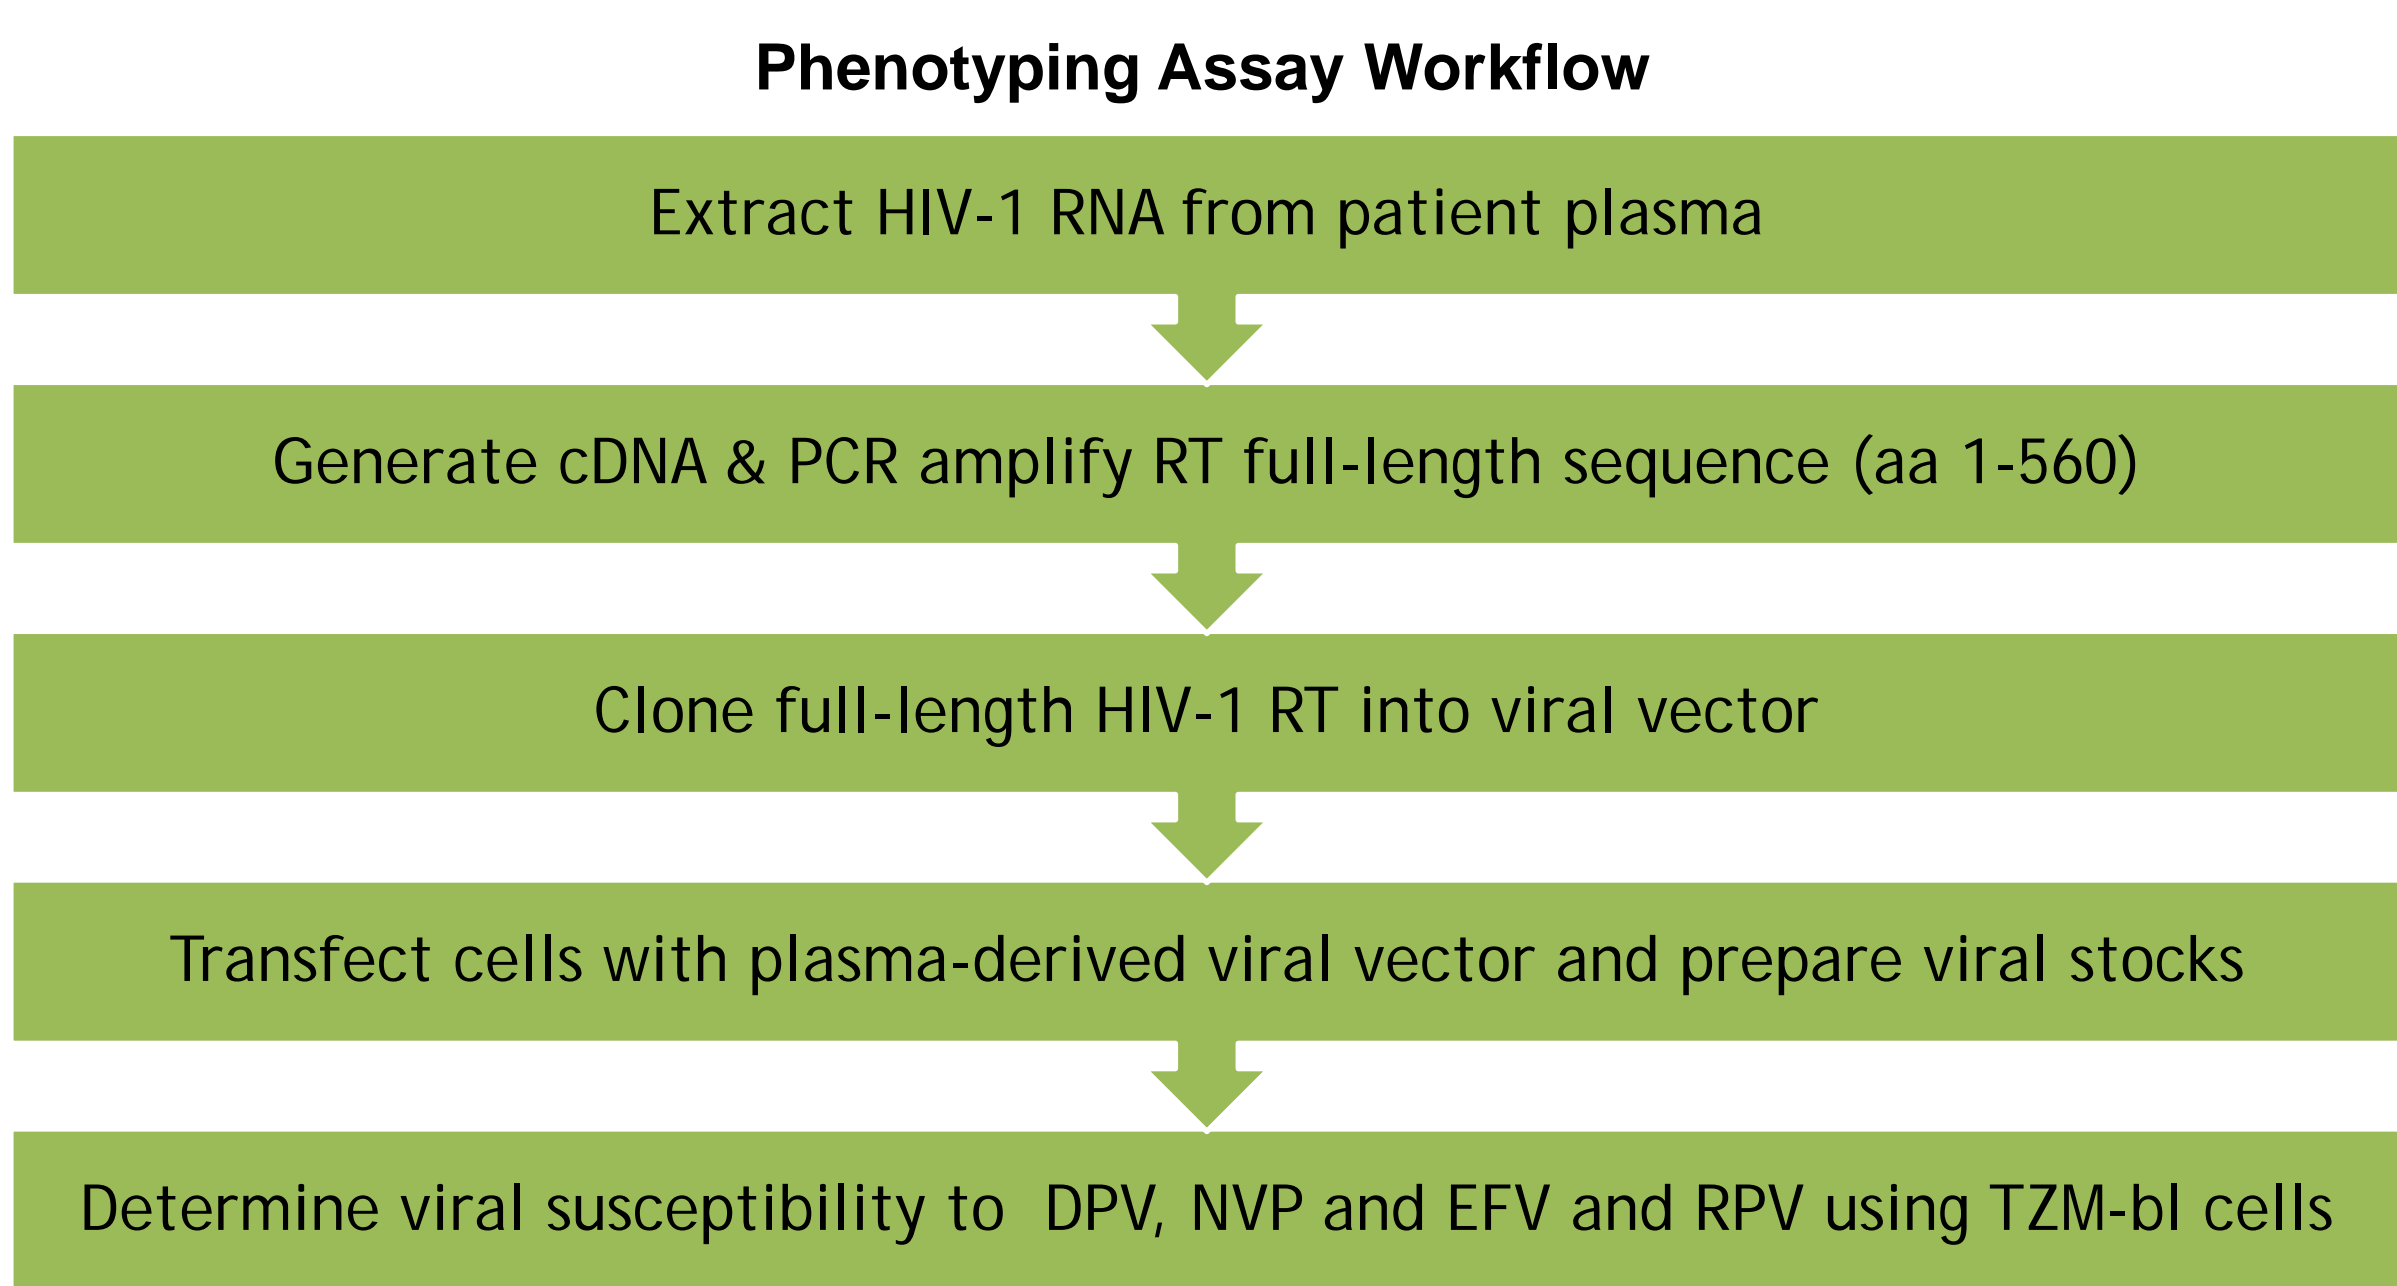 Phenotyping Assay Workflow
Extract HIV-1 RNA from patient plasma
Generate cDNA & PCR amplify RT full-length sequence (aa 1-560)
Clone full-length HIV-1 RT into viral vector
Transfect cells with plasma-derived viral vector and prepare viral stocks
Determine viral susceptibility to  DPV, NVP and EFV and RPV using TZM-bl cells